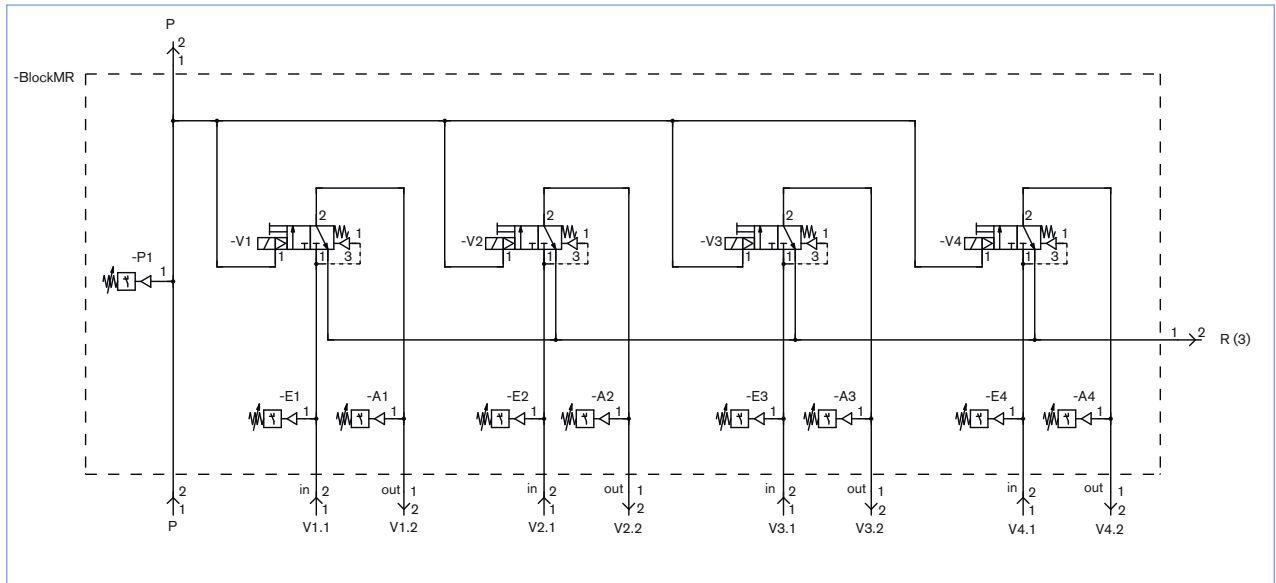 P
2
1
-BlockMR
2 2 2 2
-V1 1 -V2 1 -V3 1 -V4 1
1 1 3 1 1 3 1 1 3 1 1 3
-P1
1
1 2 R (3)
-E1 -A1 -E2 -A2 -E3 -A3 -E4 -A4
1 1 1 1 1 1 1 1
2 in 2 out 1 in 2 out 1 in 2 out 1 in 2 out 1
1 1 2 1 2 1 2 1 2
P V1.1 V1.2 V2.1 V2.2 V3.1 V3.2 V4.1 V4.2